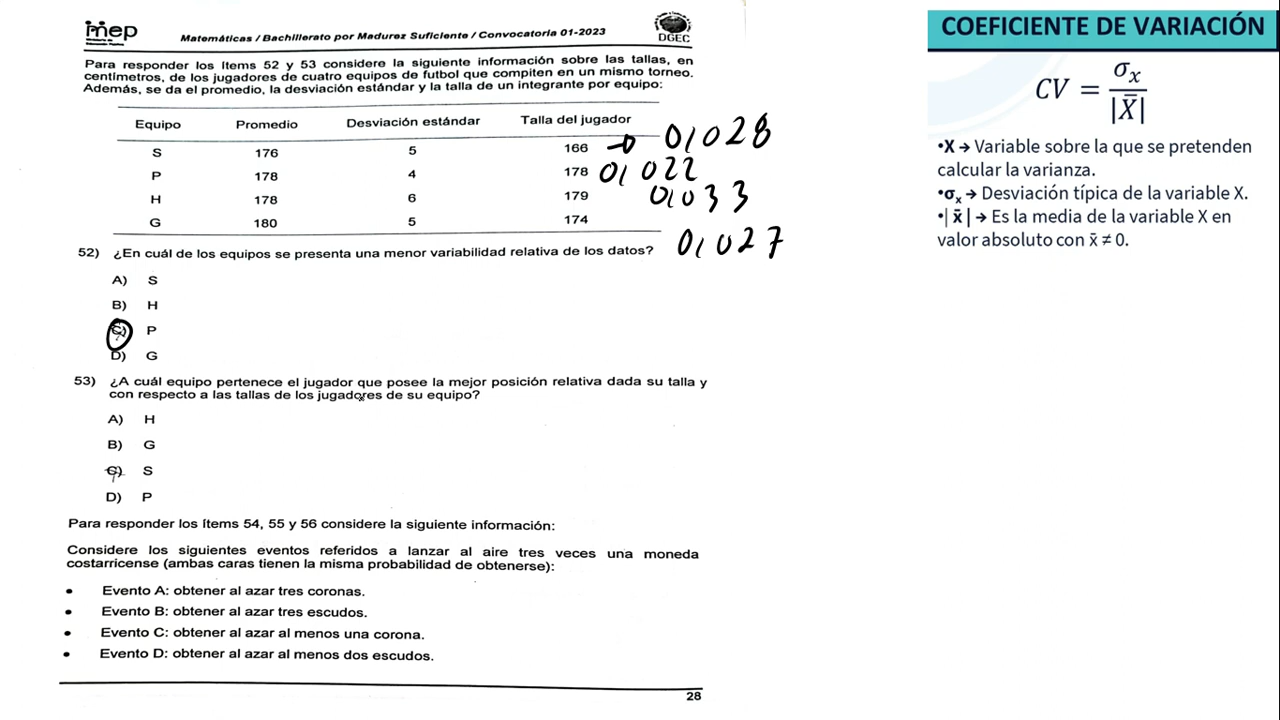 mep
Matemáticas / Bachillerato por Madurez Suficiente / Convocatoria 01-2023
DGEC
Para responder los ítems 52 y 53 considere la siguiente información sobre las tallas, en
centímetros, de los jugadores de cuatro equipos de futbol que compiten en un mismo torneo.
Además, se da el promedio, la desviación estándar y la talla de un integrante por equipo:
Equipo Promedio Desviación estándar Talla del jugador
S 176 5 166 → 0,028
P 178 4 178 0,022
H 178 6 179 0,033
G 180 5 174 0,027
52) ¿En cuál de los equipos se presenta una menor variabilidad relativa de los datos?
A) S
B) H
C) P
D) G
53) ¿A cuál equipo pertenece el jugador que posee la mejor posición relativa dada su talla y
con respecto a las tallas de los jugadores de su equipo?
A) H
B) G
C) S
D) P
Para responder los ítems 54, 55 y 56 considere la siguiente información:
Considere los siguientes eventos referidos a lanzar al aire tres veces una moneda
costarricense (ambas caras tienen la misma probabilidad de obtenerse):
• Evento A: obtener al azar tres coronas.
• Evento B: obtener al azar tres escudos.
• Evento C: obtener al azar al menos una corona.
• Evento D: obtener al azar al menos dos escudos.
28
COEFICIENTE DE VARIACIÓN
CV = σx / |X̄|
•X → Variable sobre la que se pretenden
calcular la varianza.
•σx → Desviación típica de la variable X.
•| x̄ | → Es la media de la variable X en
valor absoluto con x̄ ≠ 0.